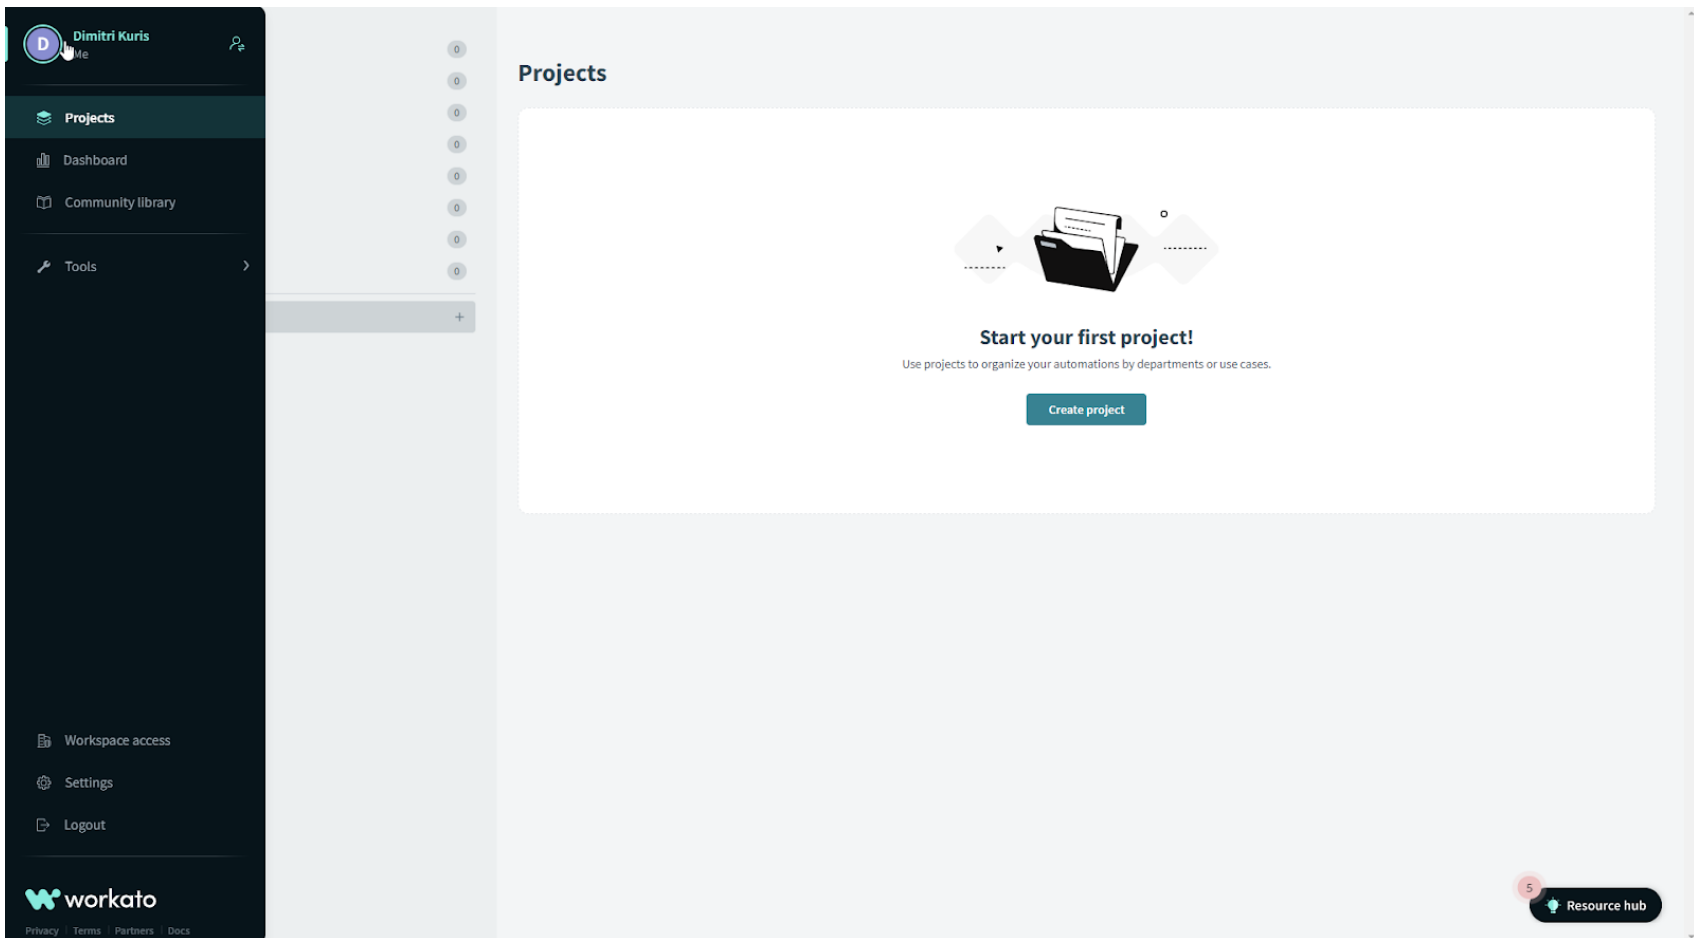 D
Dimitri Kuris
Me
Projects
Dashboard
Community library
Tools
Workspace access
Settings
Logout
workato
Privacy | Terms | Partners | Docs
0
0
0
0
0
0
0
0
+
Projects
Start your first project!
Use projects to organize your automations by departments or use cases.
Create project
5
Resource hub